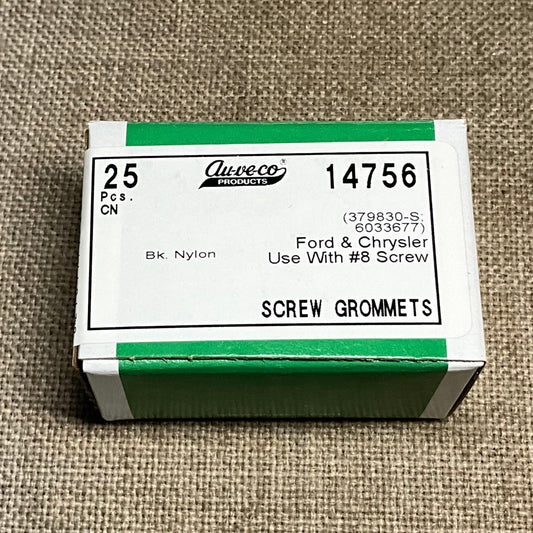 25
Pcs.
CN
Au-ve-co®
PRODUCTS
14756
(379830-S;
6033677)
Ford & Chrysler
Bk. Nylon
Use With #8 Screw
SCREW GROMMETS